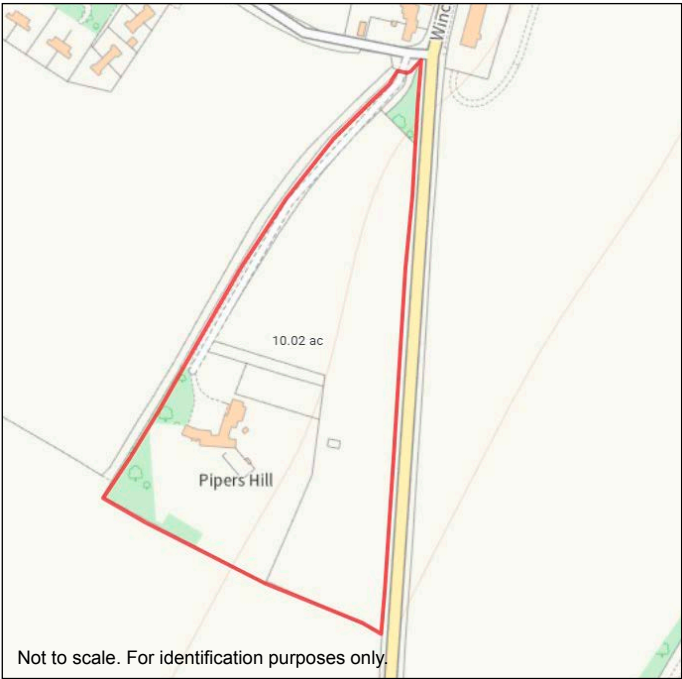 Winc
10.02 ac
Pipers Hill
Not to scale. For identification purposes only.